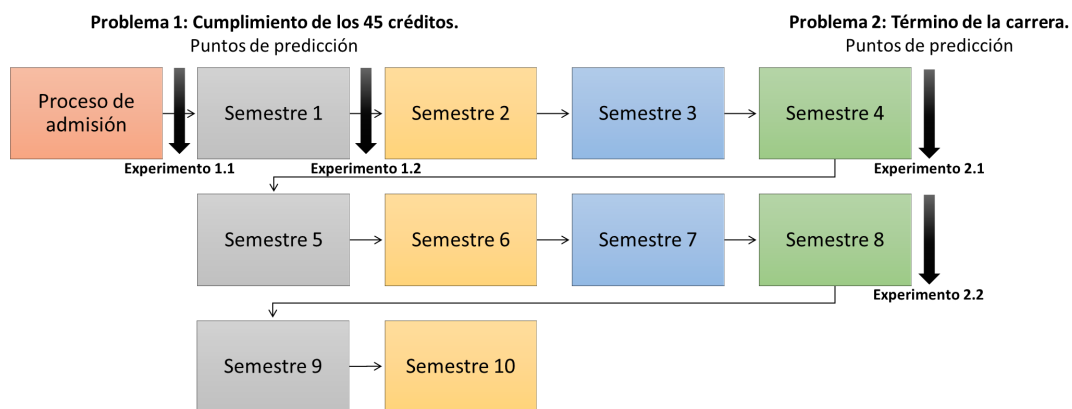 Problema 1: Cumplimiento de los 45 créditos.
Puntos de predicción
Problema 2: Término de la carrera.
Puntos de predicción
Proceso de
admisión
Semestre 1
Semestre 2
Semestre 3
Semestre 4
Experimento 1.1
Experimento 1.2
Experimento 2.1
Semestre 5
Semestre 6
Semestre 7
Semestre 8
Experimento 2.2
Semestre 9
Semestre 10